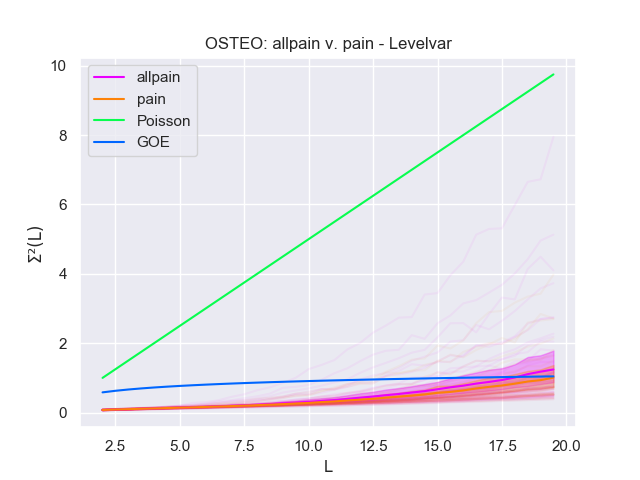 OSTEO: allpain v. pain - Levelvar
allpain
pain
Poisson
GOE
Σ²(L)
10
8
6
4
2
0
2.5 5.0 7.5 10.0 12.5 15.0 17.5 20.0
L